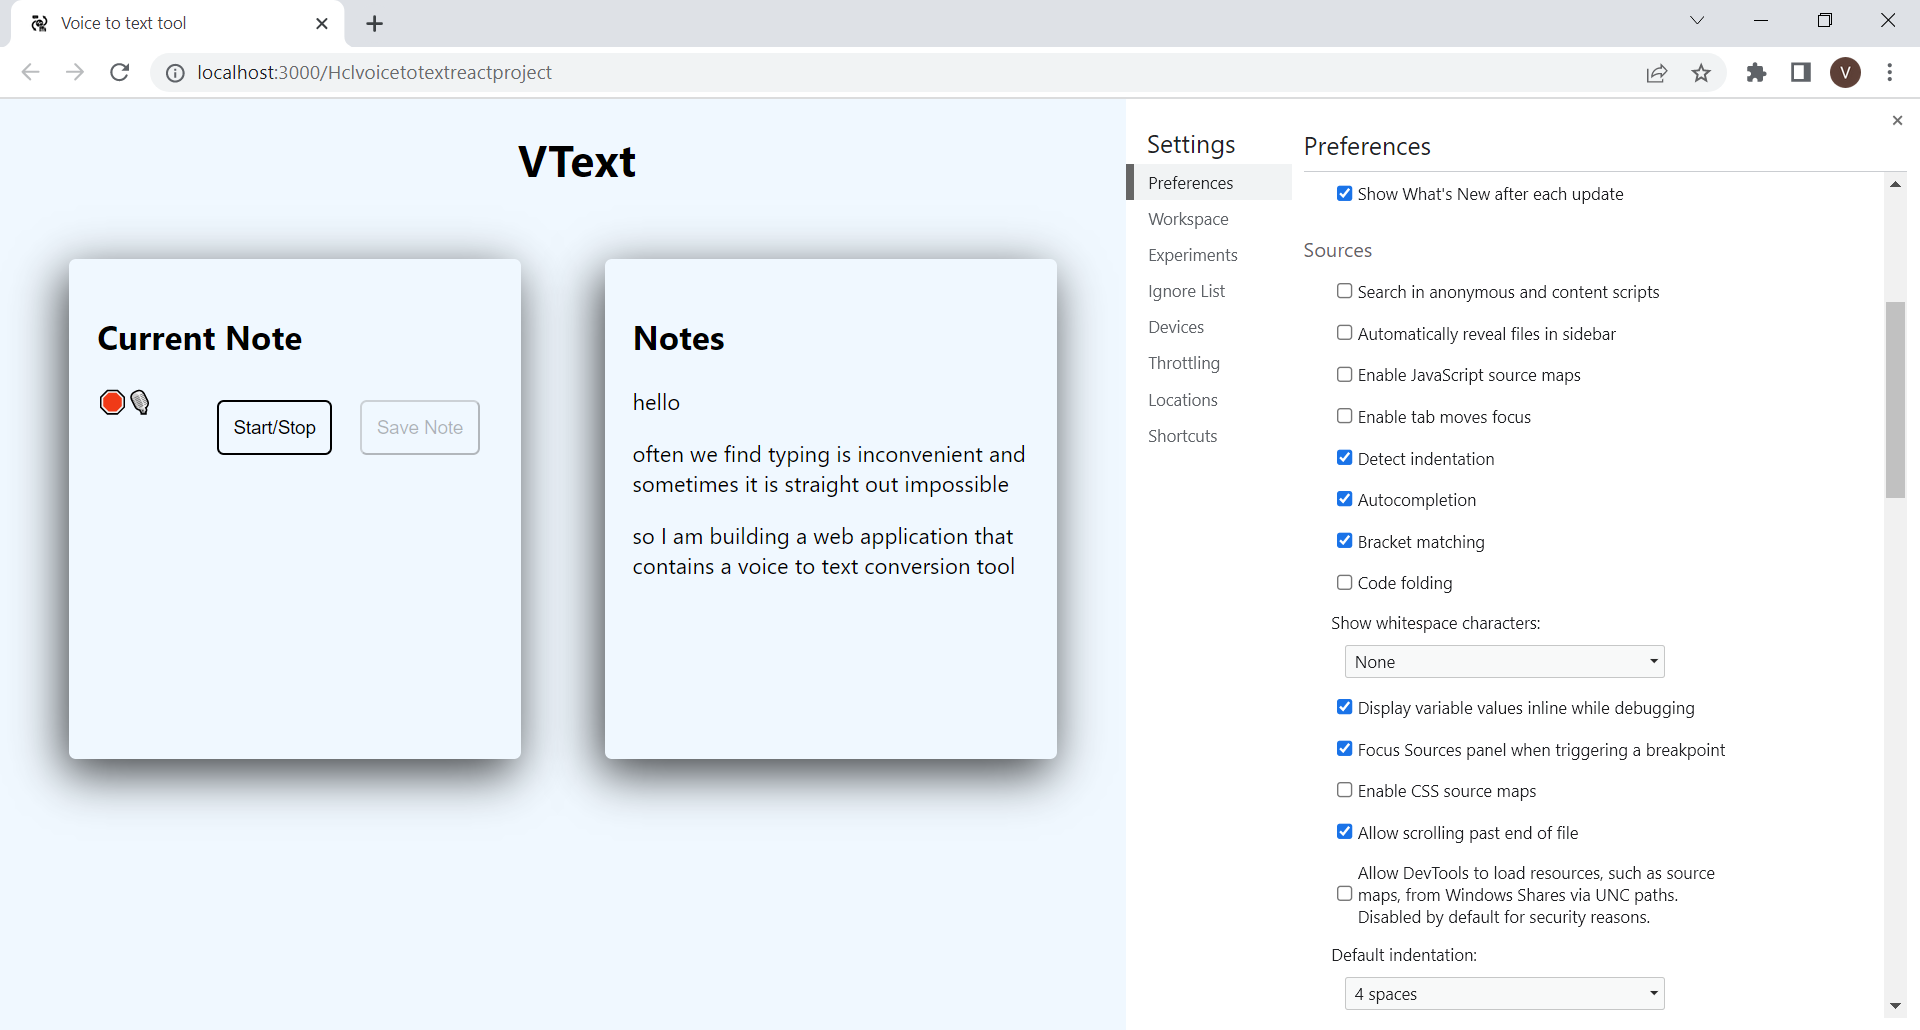 Voice to text tool
localhost:3000/Hclvoicetotextreactproject
V
VText
Current Note
Start/Stop
Save Note
Notes
hello
often we find typing is inconvenient and
sometimes it is straight out impossible
so I am building a web application that
contains a voice to text conversion tool
Settings
Preferences
Workspace
Experiments
Ignore List
Devices
Throttling
Locations
Shortcuts
Preferences
Show What's New after each update
Sources
Search in anonymous and content scripts
Automatically reveal files in sidebar
Enable JavaScript source maps
Enable tab moves focus
Detect indentation
Autocompletion
Bracket matching
Code folding
Show whitespace characters:
None
Display variable values inline while debugging
Focus Sources panel when triggering a breakpoint
Enable CSS source maps
Allow scrolling past end of file
Allow DevTools to load resources, such as source
maps, from Windows Shares via UNC paths.
Disabled by default for security reasons.
Default indentation:
4 spaces